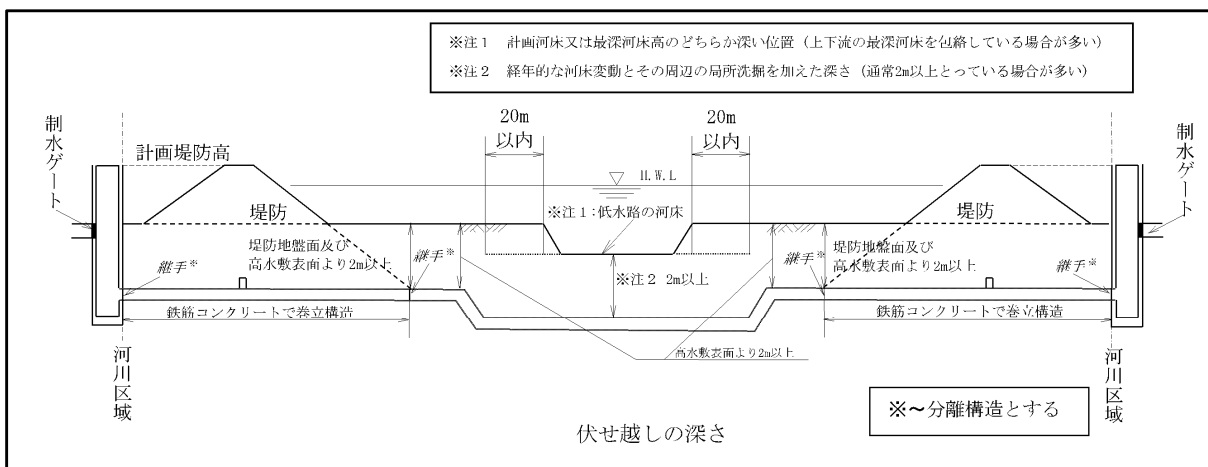 ※注1 計画河床又は最深河床高のどちらか深い位置（上下流の最深河床を包絡している場合が多い）
※注2 経年的な河床変動とその周辺の局所洗掘を加えた深さ（通常2m以上とっている場合が多い）
20m
以内
20m
以内
制水ゲート
計画堤防高
H.W.L
制水ゲート
堤防
※注1:低水路の河床
堤防
堤防地盤面及び
高水敷表面より2m以上
継手※
継手※
※注2 2m以上
継手※
堤防地盤面及び
高水敷表面より2m以上
継手※
鉄筋コンクリートで巻立構造
鉄筋コンクリートで巻立構造
高水敷表面より2m以上
河川区域
河川区域
※～分離構造とする
伏せ越しの深さ